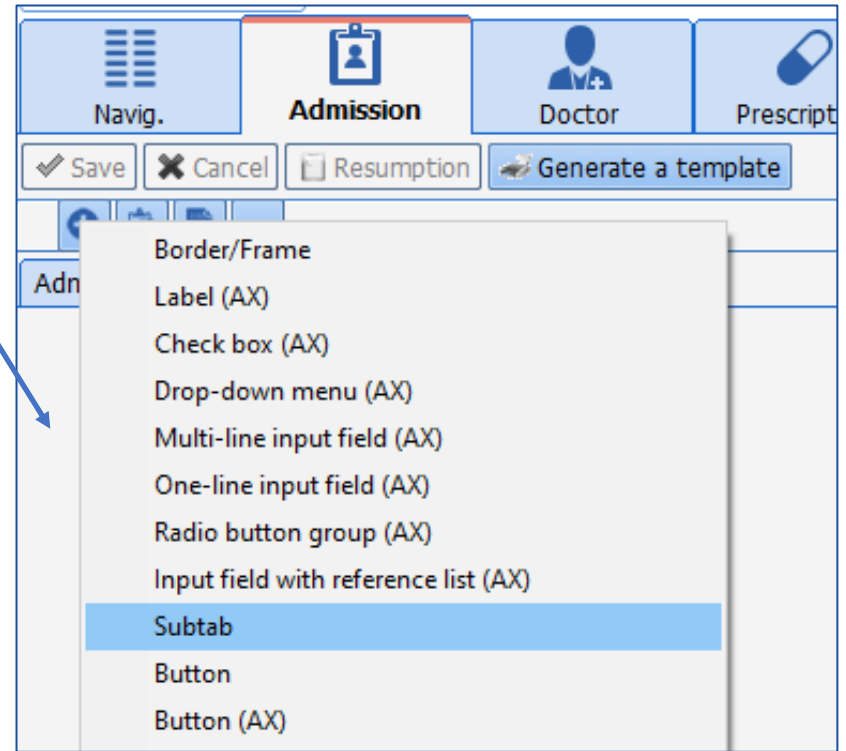 Navig.
Admission
Doctor
Prescript
Save
Cancel
Resumption
Generate a template
Adn
Border/Frame
Label (AX)
Check box (AX)
Drop-down menu (AX)
Multi-line input field (AX)
One-line input field (AX)
Radio button group (AX)
Input field with reference list (AX)
Subtab
Button
Button (AX)